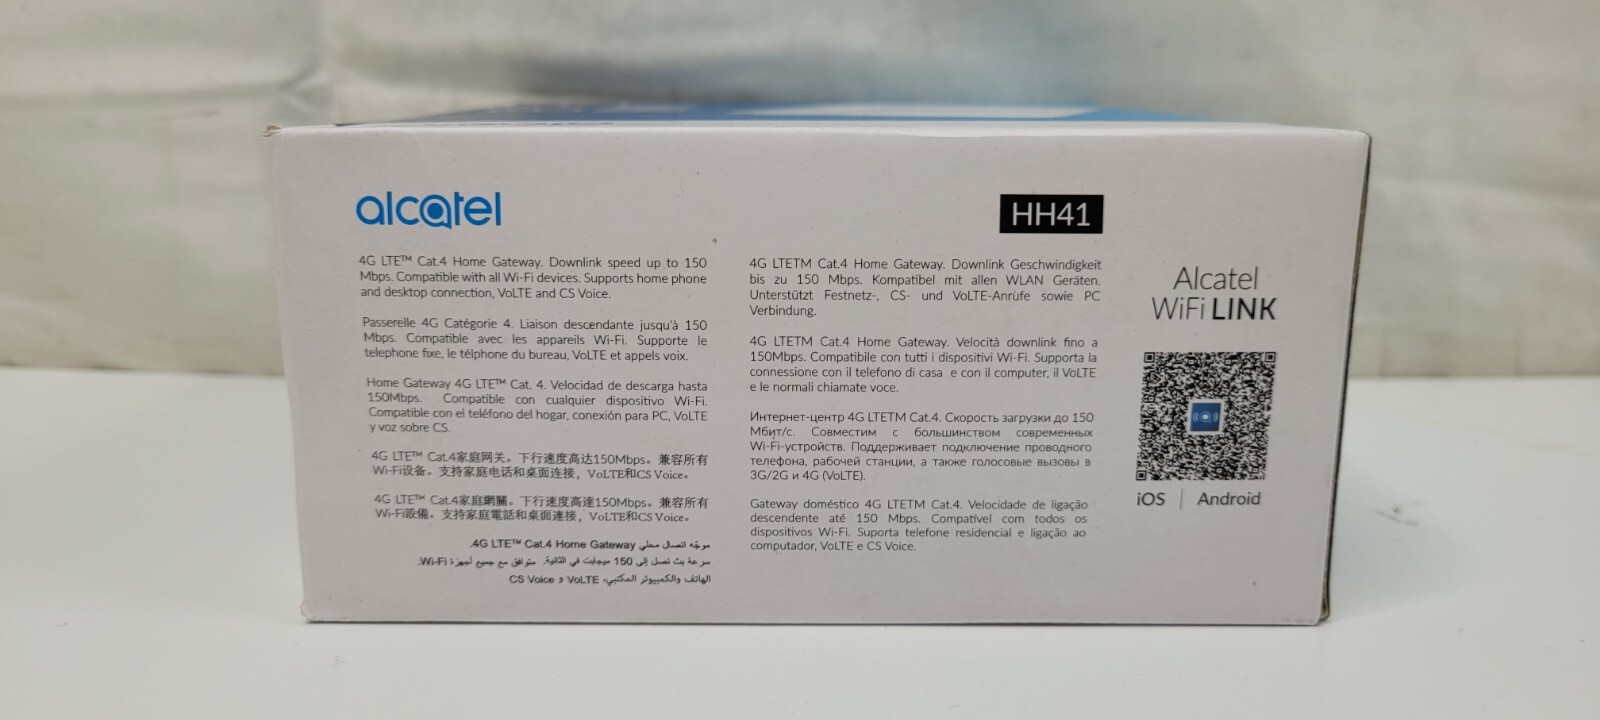 alcatel
HH41
4G LTE™ Cat.4 Home Gateway. Downlink speed up to 150
Mbps. Compatible with all Wi-Fi devices. Supports home phone
and desktop connection, VoLTE and CS Voice.
Passerelle 4G Catégorie 4. Liaison descendante jusqu'à 150
Mbps. Compatible avec les appareils Wi-Fi. Supporte le
telephone fixe, le télphone du bureau, VoLTE et appels voix.
Home Gateway 4G LTE™ Cat. 4. Velocidad de descarga hasta
150Mbps. Compatible con cualquier dispositivo Wi-Fi.
Compatible con el teléfono del hogar, conexión para PC, VoLTE
y voz sobre CS.
4G LTE™ Cat.4家庭网关。下行速度高达150Mbps。兼容所有
Wi-Fi设备。支持家庭电话和桌面连接，VoLTE和CS Voice。
4G LTE™ Cat.4家庭網關。下行速度高達150Mbps。兼容所有
Wi-Fi設備。支持家庭電話和桌面連接，VoLTE和CS Voice。
موجّه اتصال محلي 4G LTE™ Cat.4 Home Gateway.
سرعة بث تصل إلى 150 ميجابت في الثانية. متوافق مع جميع أجهزة Wi-Fi.
الهاتف والكمبيوتر المكتبي، VoLTE و CS Voice
4G LTETM Cat.4 Home Gateway. Downlink Geschwindigkeit
bis zu 150 Mbps. Kompatibel mit allen WLAN Geräten.
Unterstützt Festnetz-, CS- und VoLTE-Anrufe sowie PC
Verbindung.
4G LTETM Cat.4 Home Gateway. Velocità downlink fino a
150Mbps. Compatibile con tutti i dispositivi Wi-Fi. Supporta la
connessione con il telefono di casa e con il computer, il VoLTE
e le normali chiamate voce.
Интернет-центр 4G LTETM Cat.4. Скорость загрузки до 150
Мбит/с. Совместим с большинством современных
Wi-Fi-устройств. Поддерживает подключение проводного
телефона, рабочей станции, а также голосовые вызовы в
3G/2G и 4G (VoLTE).
Gateway doméstico 4G LTETM Cat.4. Velocidade de ligação
descendente até 150 Mbps. Compatível com todos os
dispositivos Wi-Fi. Suporta telefone residencial e ligação ao
computador, VoLTE e CS Voice.
Alcatel
WiFi LINK
iOS | Android